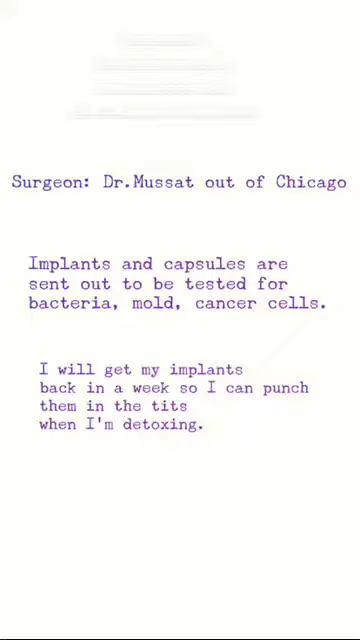 Surgeon: Dr.Mussat out of Chicago
Implants and capsules are
sent out to be tested for
bacteria, mold, cancer cells.
I will get my implants
back in a week so I can punch
them in the tits
when I'm detoxing.